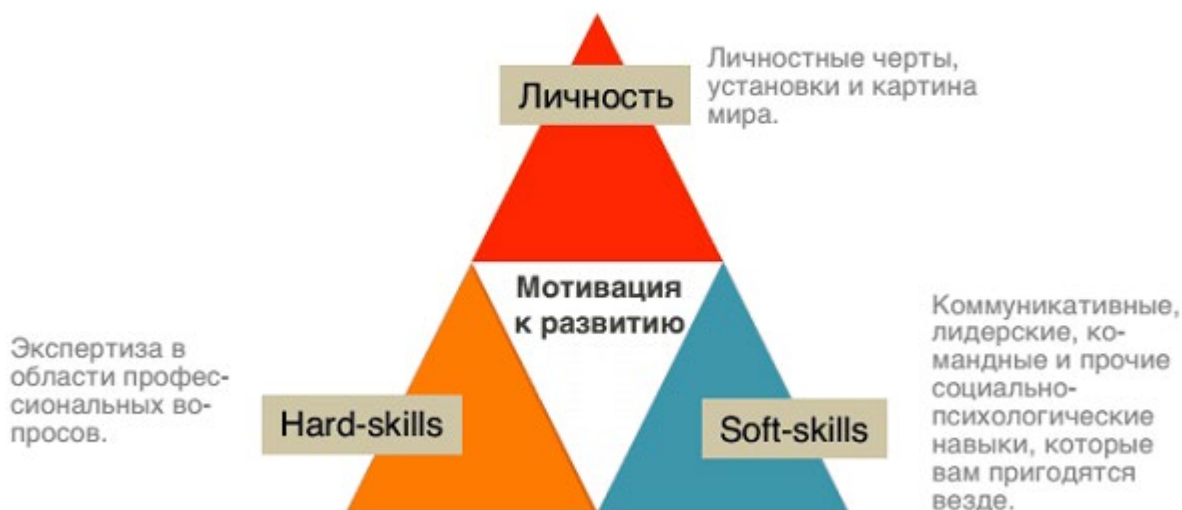 Личность
Личностные черты,
установки и картина
мира.
Мотивация
к развитию
Экспертиза в
области профес-
сиональных во-
просов.
Hard-skills
Soft-skills
Коммуникативные,
лидерские, ко-
мандные и прочие
социально-
психологические
навыки, которые
вам пригодятся
везде.